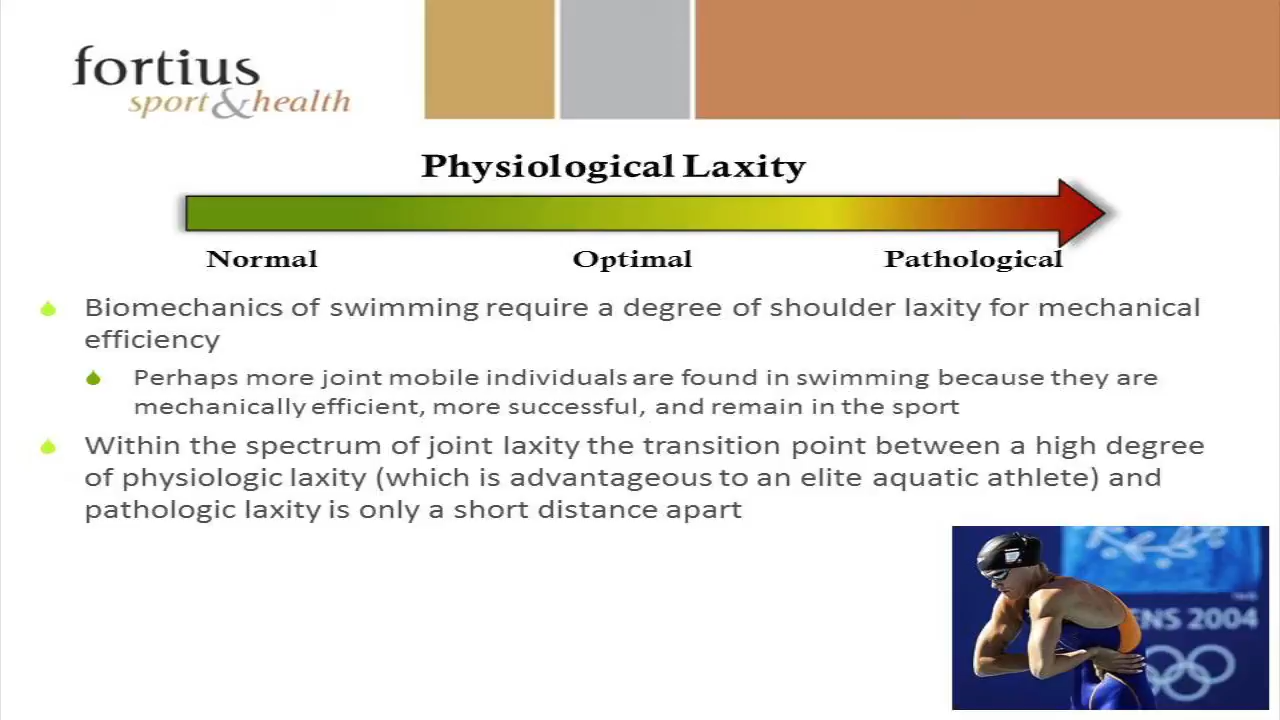 fortius
sport&health
Physiological Laxity
Normal Optimal Pathological
Biomechanics of swimming require a degree of shoulder laxity for mechanical
efficiency
Perhaps more joint mobile individuals are found in swimming because they are
mechanically efficient, more successful, and remain in the sport
Within the spectrum of joint laxity the transition point between a high degree
of physiologic laxity (which is advantageous to an elite aquatic athlete) and
pathologic laxity is only a short distance apart
ENS 2004